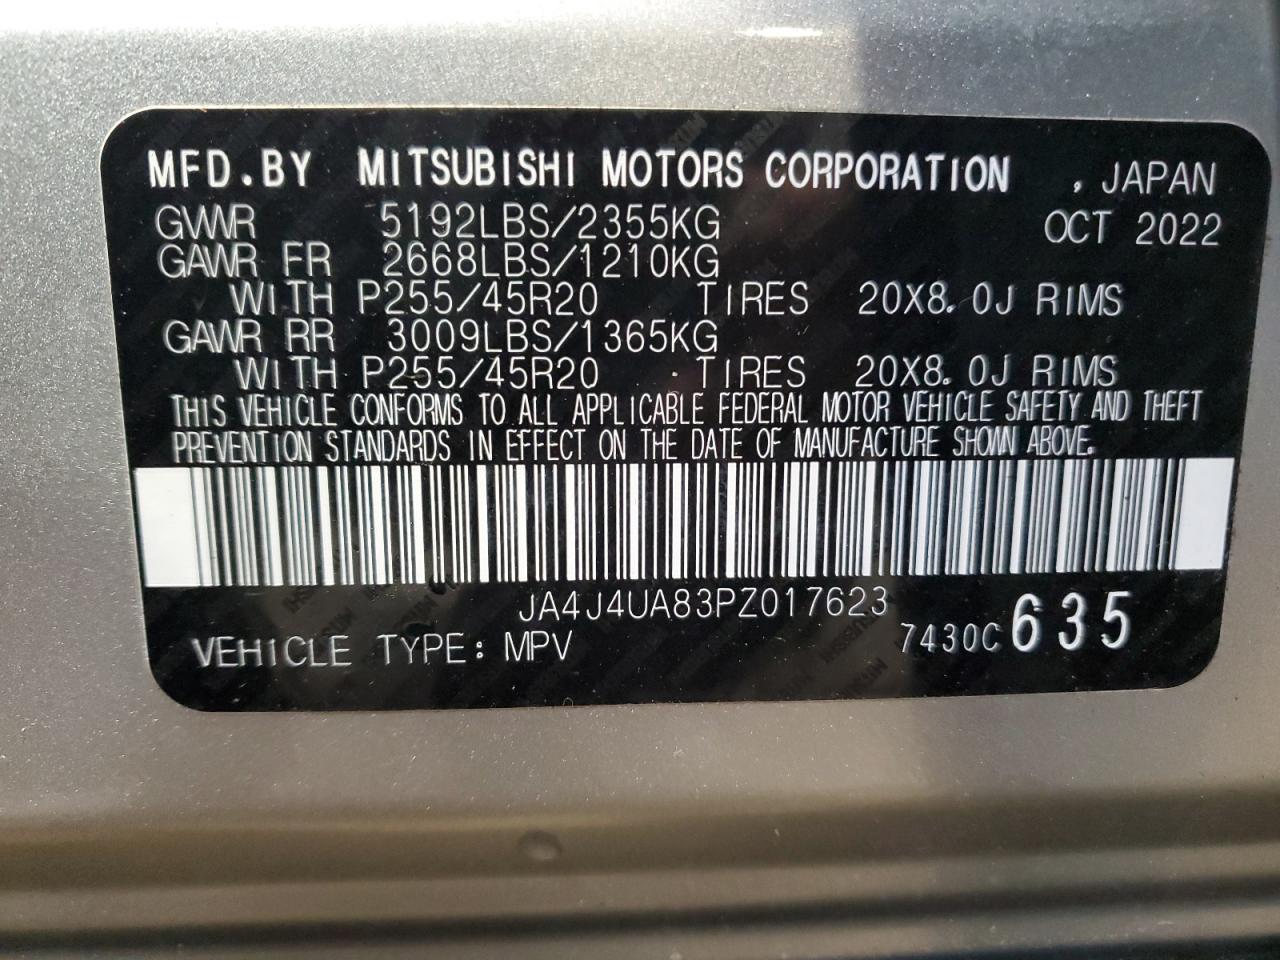 MFD.BY MITSUBISHI MOTORS CORPORATION , JAPAN
GVWR 5192LBS/2355KG OCT 2022
GAWR FR 2668LBS/1210KG
WITH P255/45R20 TIRES 20X8.0J RIMS
GAWR RR 3009LBS/1365KG
WITH P255/45R20 TIRES 20X8.0J RIMS
THIS VEHICLE CONFORMS TO ALL APPLICABLE FEDERAL MOTOR VEHICLE SAFETY AND THEFT
PREVENTION STANDARDS IN EFFECT ON THE DATE OF MANUFACTURE SHOWN ABOVE.
JA4J4UA83PZ017623
VEHICLE TYPE: MPV 7430C 635